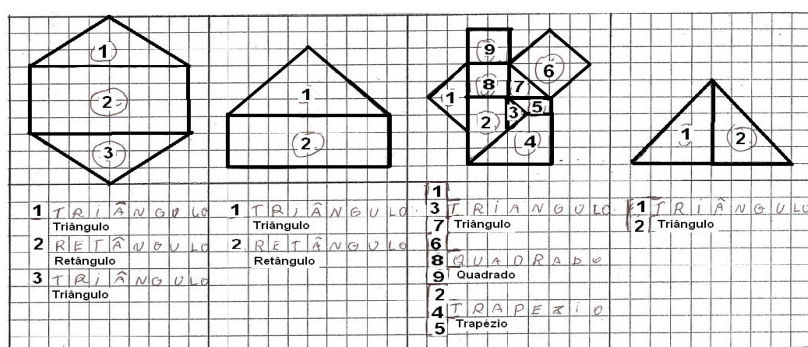 1
2
3
1
2
9
8
7
6
1
5
2
3
4
1
2
1 TRIÂNGULO
Triângulo
2 RETÂNGULO
Retângulo
3 TRIÂNGULO
Triângulo
1 TRIÂNGULO
Triângulo
2 RETÂNGULO
Retângulo
1
3 TRIANGULO
7 Triângulo
6
8 QUADRADO
9 Quadrado
2
4 TRAPEZIO
5 Trapézio
1 TRIÂNGULO
2 Triângulo